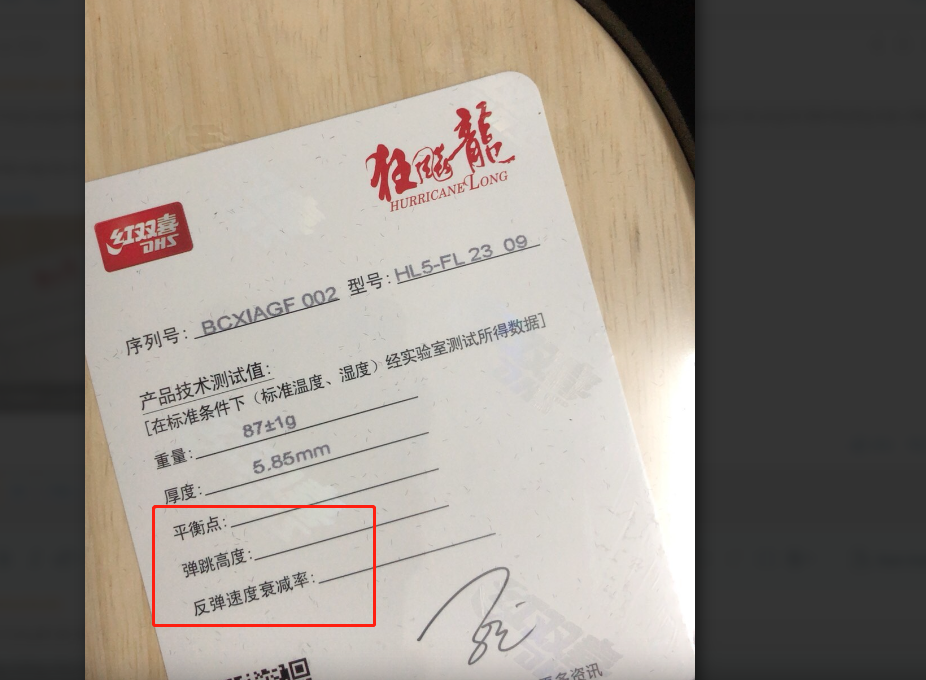 狂飚龍
HURRICANE LONG
红双喜
DHS
序列号: BCXIAGF 002 型号: HL5-FL 23 09
产品技术测试值:
[在标准条件下（标准温度、湿度）经实验室测试所得数据]
重量: 87±1g
厚度: 5.85mm
平衡点:
弹跳高度:
反弹速度衰减率: